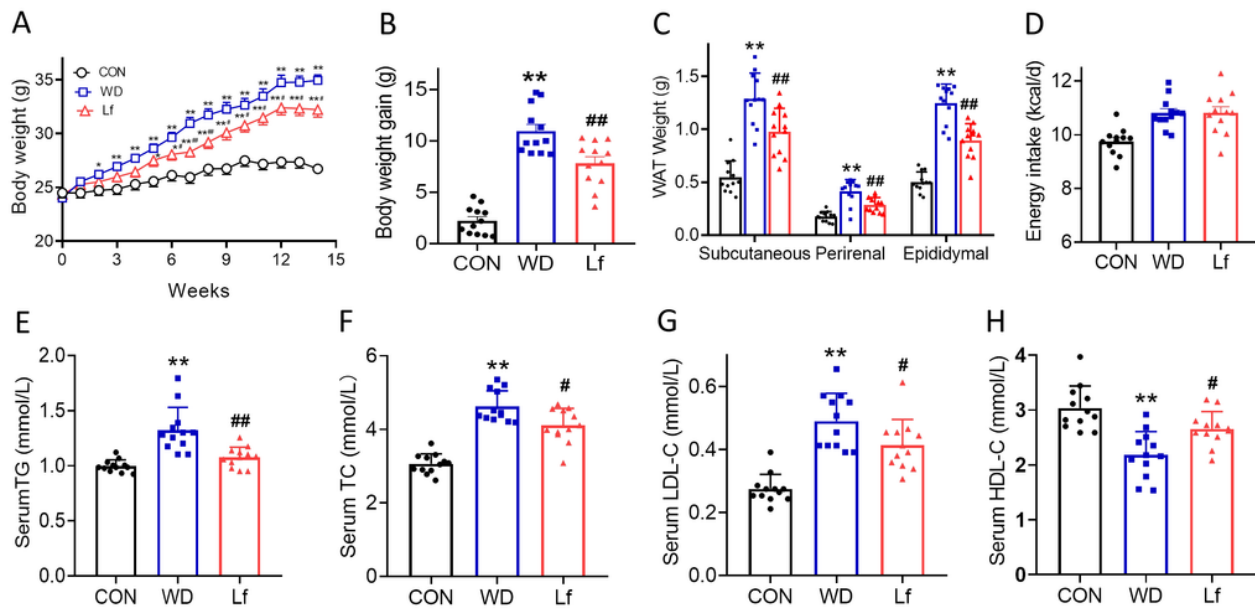 A
Body weight (g)
35
30
25
20
CON
WD
Lf
* ** ** ** ** ** ** ** ** ** ** ** **
0 3 6 9 12 15
Weeks
B
Body weight gain (g)
15
10
5
0
**
##
CON WD Lf
C
WAT Weight (g)
1.5
1.0
0.5
0.0
** ## ** ## ** ##
Subcutaneous Perirenal Epididymal
D
Energy intake (kcal/d)
12
10
8
6
CON WD Lf
E
SerumTG (mmol/L)
2.0
1.5
1.0
0.5
0.0
**
##
CON WD Lf
F
Serum TC (mmol/L)
6
4
2
0
**
#
CON WD Lf
G
Serum LDL-C (mmol/L)
0.6
0.4
0.2
0.0
**
#
CON WD Lf
H
Serum HDL-C (mmol/L)
4
3
2
1
0
**
#
CON WD Lf